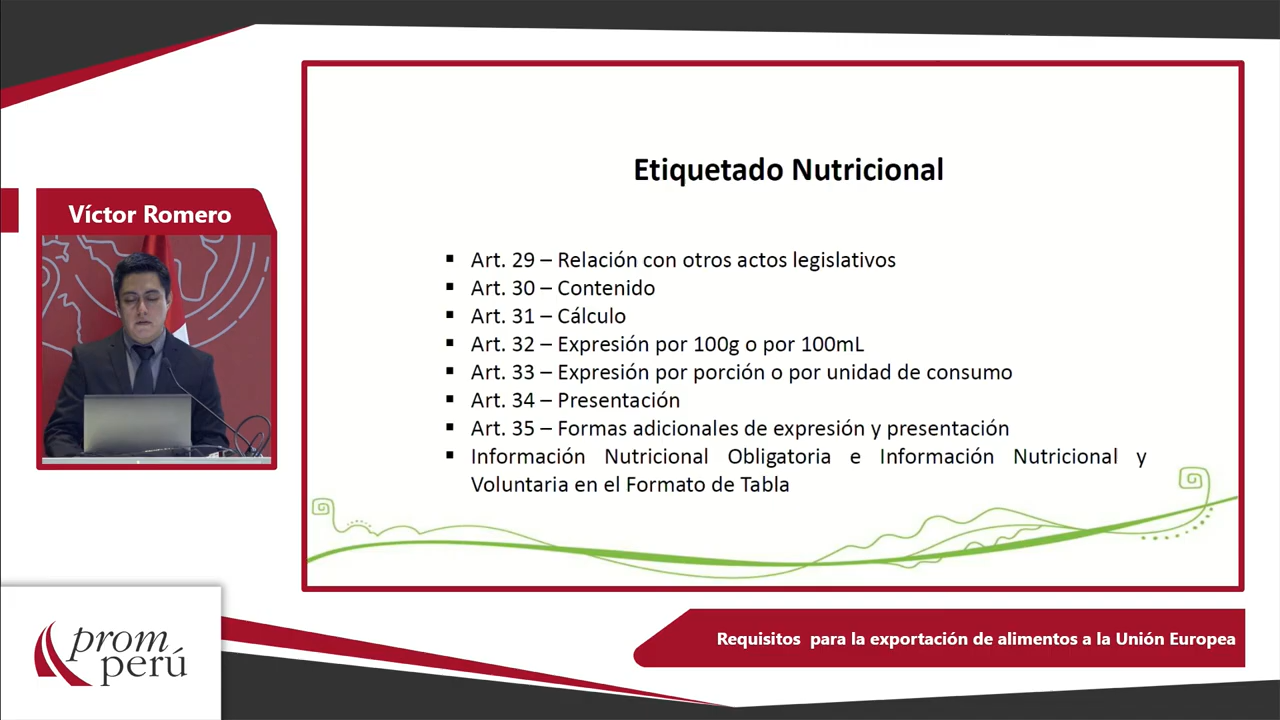 Víctor Romero
Etiquetado Nutricional
▪ Art. 29 – Relación con otros actos legislativos
▪ Art. 30 – Contenido
▪ Art. 31 – Cálculo
▪ Art. 32 – Expresión por 100g o por 100mL
▪ Art. 33 – Expresión por porción o por unidad de consumo
▪ Art. 34 – Presentación
▪ Art. 35 – Formas adicionales de expresión y presentación
▪ Información Nutricional Obligatoria e Información Nutricional y
Voluntaria en el Formato de Tabla
prom
perú
Requisitos para la exportación de alimentos a la Unión Europea